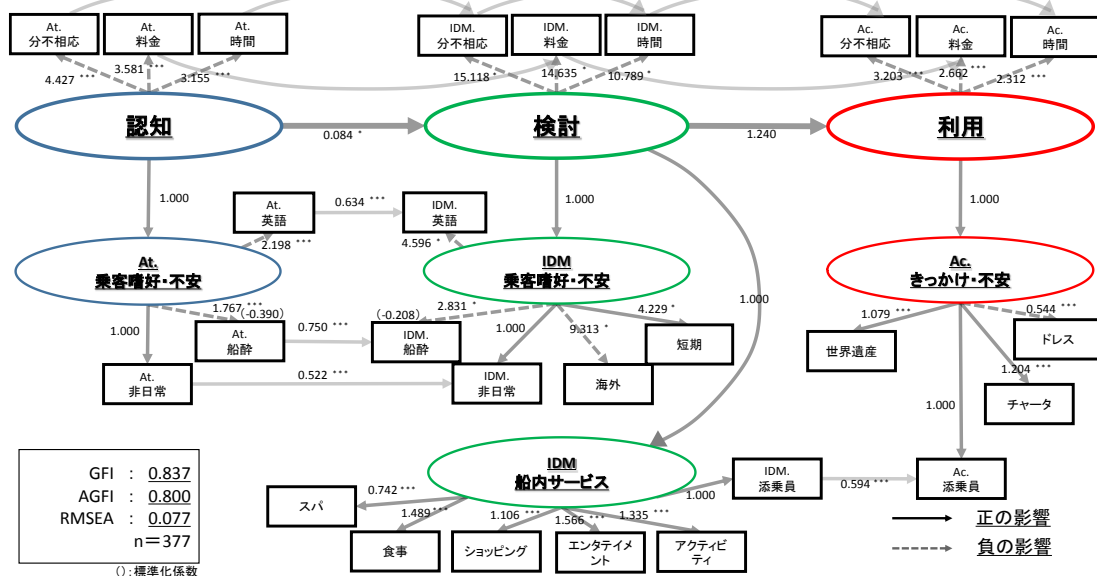 At.
分不相応
At.
料金
At.
時間
IDM.
分不相応
IDM.
料金
IDM.
時間
Ac.
分不相応
Ac.
料金
Ac.
時間
4.427 ***
3.581 ***
3.155 ***
15.118 *
14.635 *
10.789 *
3.203 ***
2.662 ***
2.312 ***
認知
0.084 *
検討
1.240
利用
1.000
1.000
1.000
At.
英語
0.634 ***
IDM.
英語
2.198 ***
4.596 *
At.
乗客嗜好・不安
IDM
乗客嗜好・不安
Ac.
きっかけ・不安
1.000
1.767 ***
(-0.390)
(-0.208)
2.831 *
1.000
9.313 *
4.229 *
1.079 ***
0.544 ***
At.
船酔
0.750 ***
IDM.
船酔
短期
世界遺産
ドレス
At.
非日常
0.522 ***
IDM.
非日常
海外
1.204 ***
チャータ
1.000
1.000
GFI : 0.837
AGFI : 0.800
RMSEA : 0.077
n=377
():標準化係数
IDM
船内サービス
1.000
IDM.
添乗員
0.594 ***
Ac.
添乗員
スパ
0.742 ***
1.489 ***
1.106 ***
1.566 ***
1.335 ***
食事
ショッピング
エンタテイメ
ント
アクティビ
ティ
正の影響
負の影響